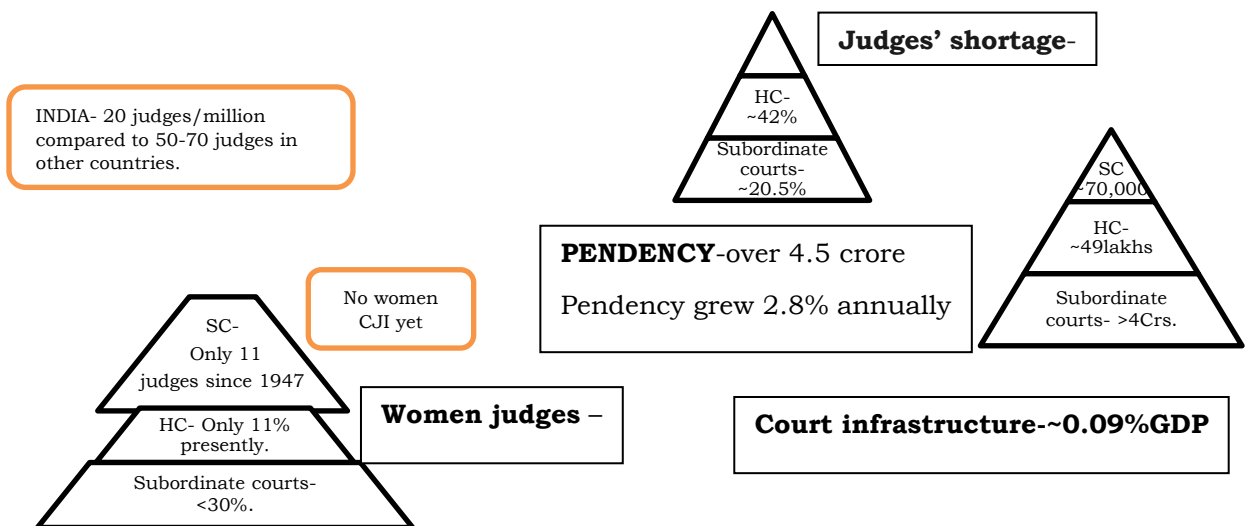 Judges’ shortage-
HC-
~42%
Subordinate
courts-
~20.5%
INDIA- 20 judges/million
compared to 50-70 judges in
other countries.
SC
~70,000
HC-
~49lakhs
Subordinate
courts- >4Crs.
PENDENCY-over 4.5 crore
Pendency grew 2.8% annually
No women
CJI yet
SC-
Only 11
judges since 1947
HC- Only 11%
presently.
Subordinate courts-
<30%.
Women judges –
Court infrastructure-~0.09%GDP